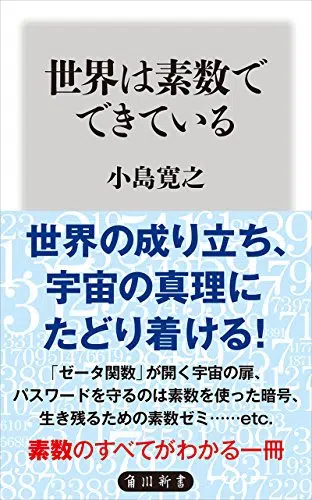 世界は素数で
できている
小島寛之
世界の成り立ち、
宇宙の真理に
たどり着ける!
「ゼータ関数」が開く宇宙の扉、
パスワードを守るのは素数を使った暗号、
生き残るための素数ゼミ……etc.
素数のすべてがわかる一冊
角川新書